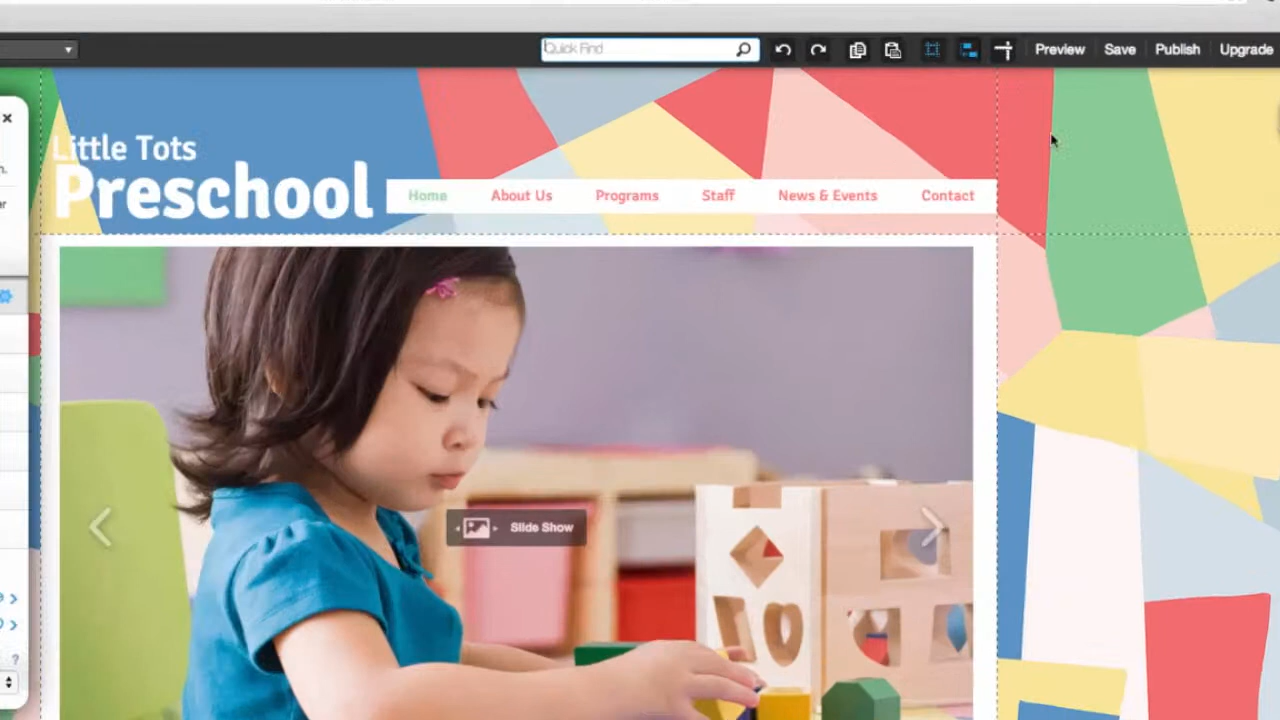 Quick Find
Preview Save Publish Upgrade
Little Tots
Preschool
Home About Us Programs Staff News & Events Contact
Slide Show
?